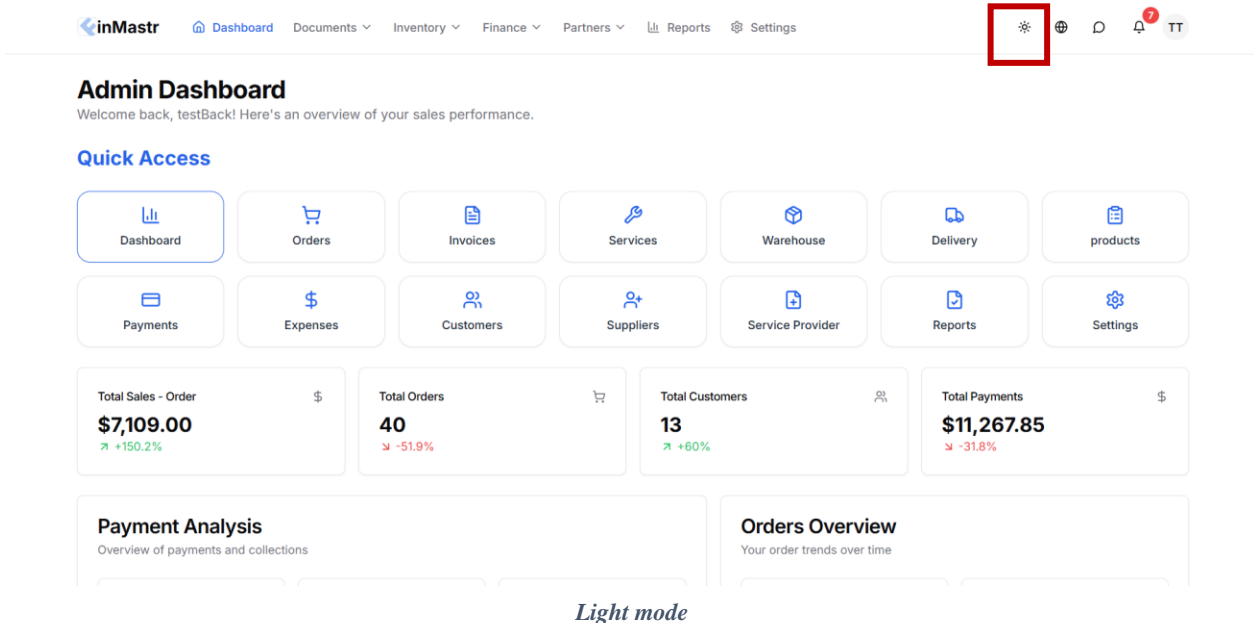 inMastr Dashboard Documents Inventory Finance Partners Reports Settings 7 TT
Admin Dashboard
Welcome back, testBack! Here's an overview of your sales performance.
Quick Access
Dashboard Orders Invoices Services Warehouse Delivery products
Payments Expenses Customers Suppliers Service Provider Reports Settings
Total Sales - Order $ Total Orders Total Customers Total Payments $
$7,109.00 40 13 $11,267.85
+150.2% -51.9% +60% -31.8%
Payment Analysis Orders Overview
Overview of payments and collections Your order trends over time
Light mode